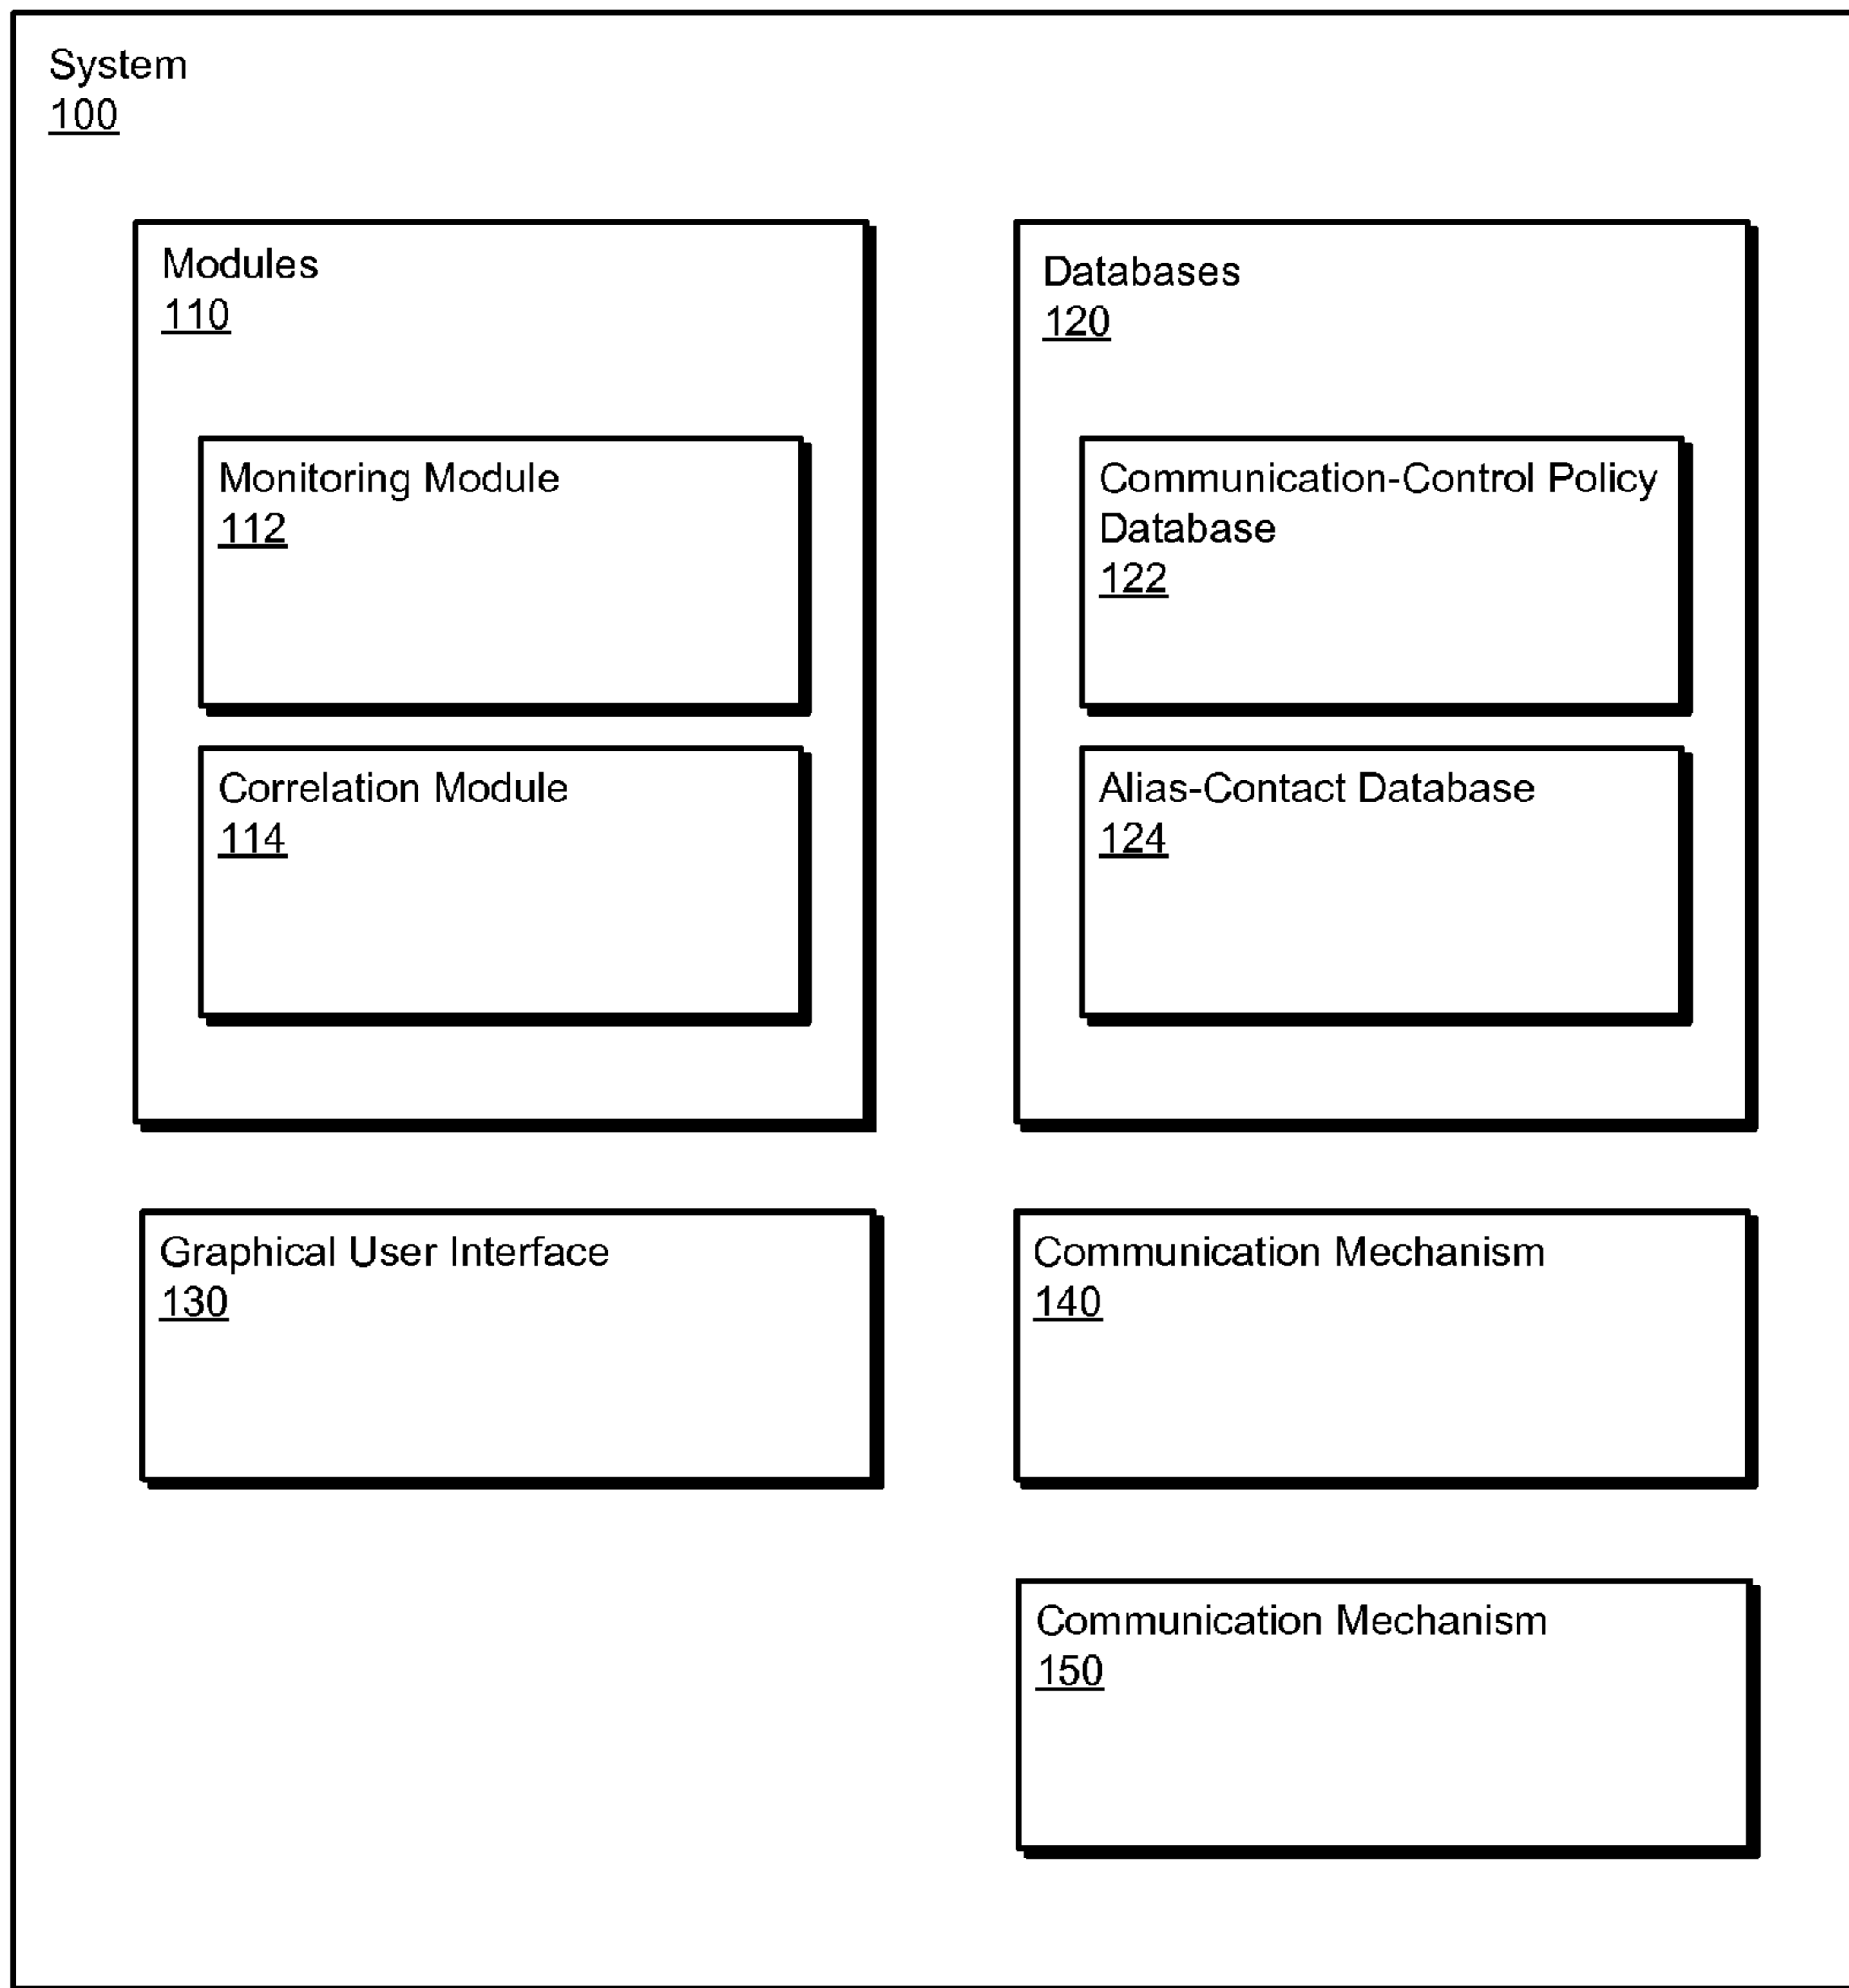 System
100
Modules
110
Monitoring Module
112
Correlation Module
114
Databases
120
Communication-Control Policy
Database
122
Alias-Contact Database
124
Graphical User Interface
130
Communication Mechanism
140
Communication Mechanism
150